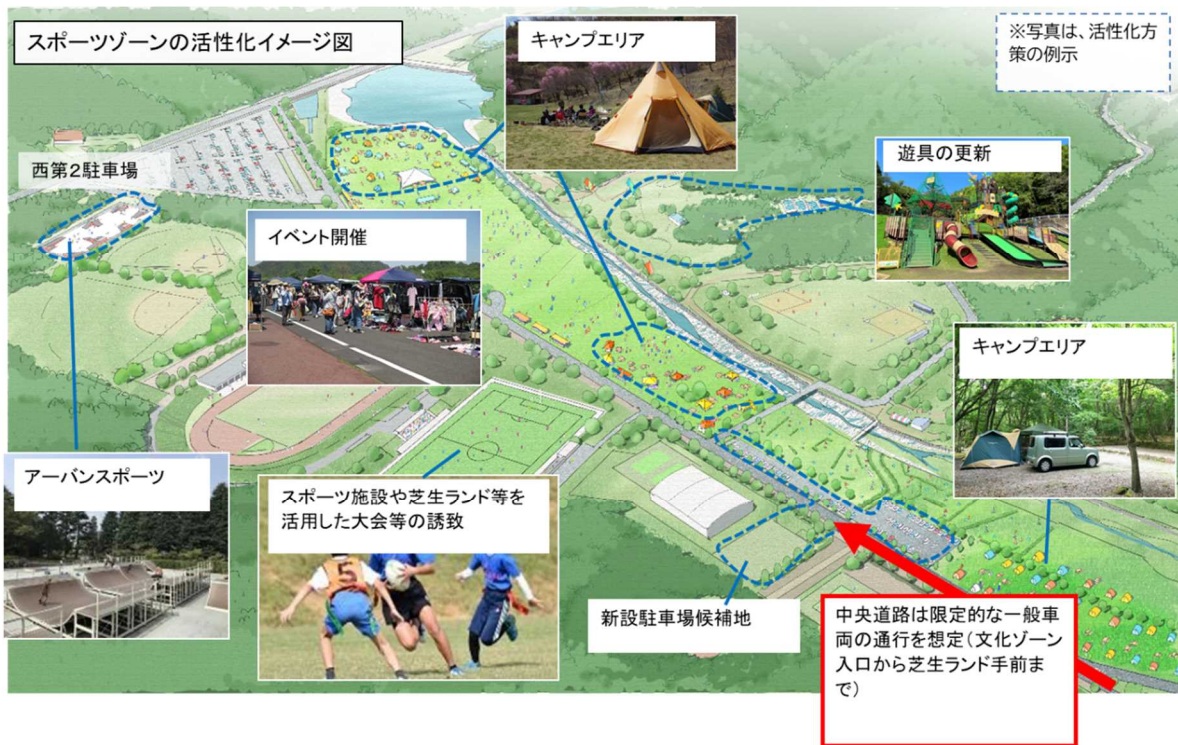 スポーツゾーンの活性化イメージ図
キャンプエリア
※写真は、活性化方
策の例示
西第2駐車場
遊具の更新
イベント開催
キャンプエリア
アーバンスポーツ
スポーツ施設や芝生ランド等を
活用した大会等の誘致
新設駐車場候補地
中央道路は限定的な一般車
両の通行を想定(文化ゾーン
入口から芝生ランド手前ま
で)
5